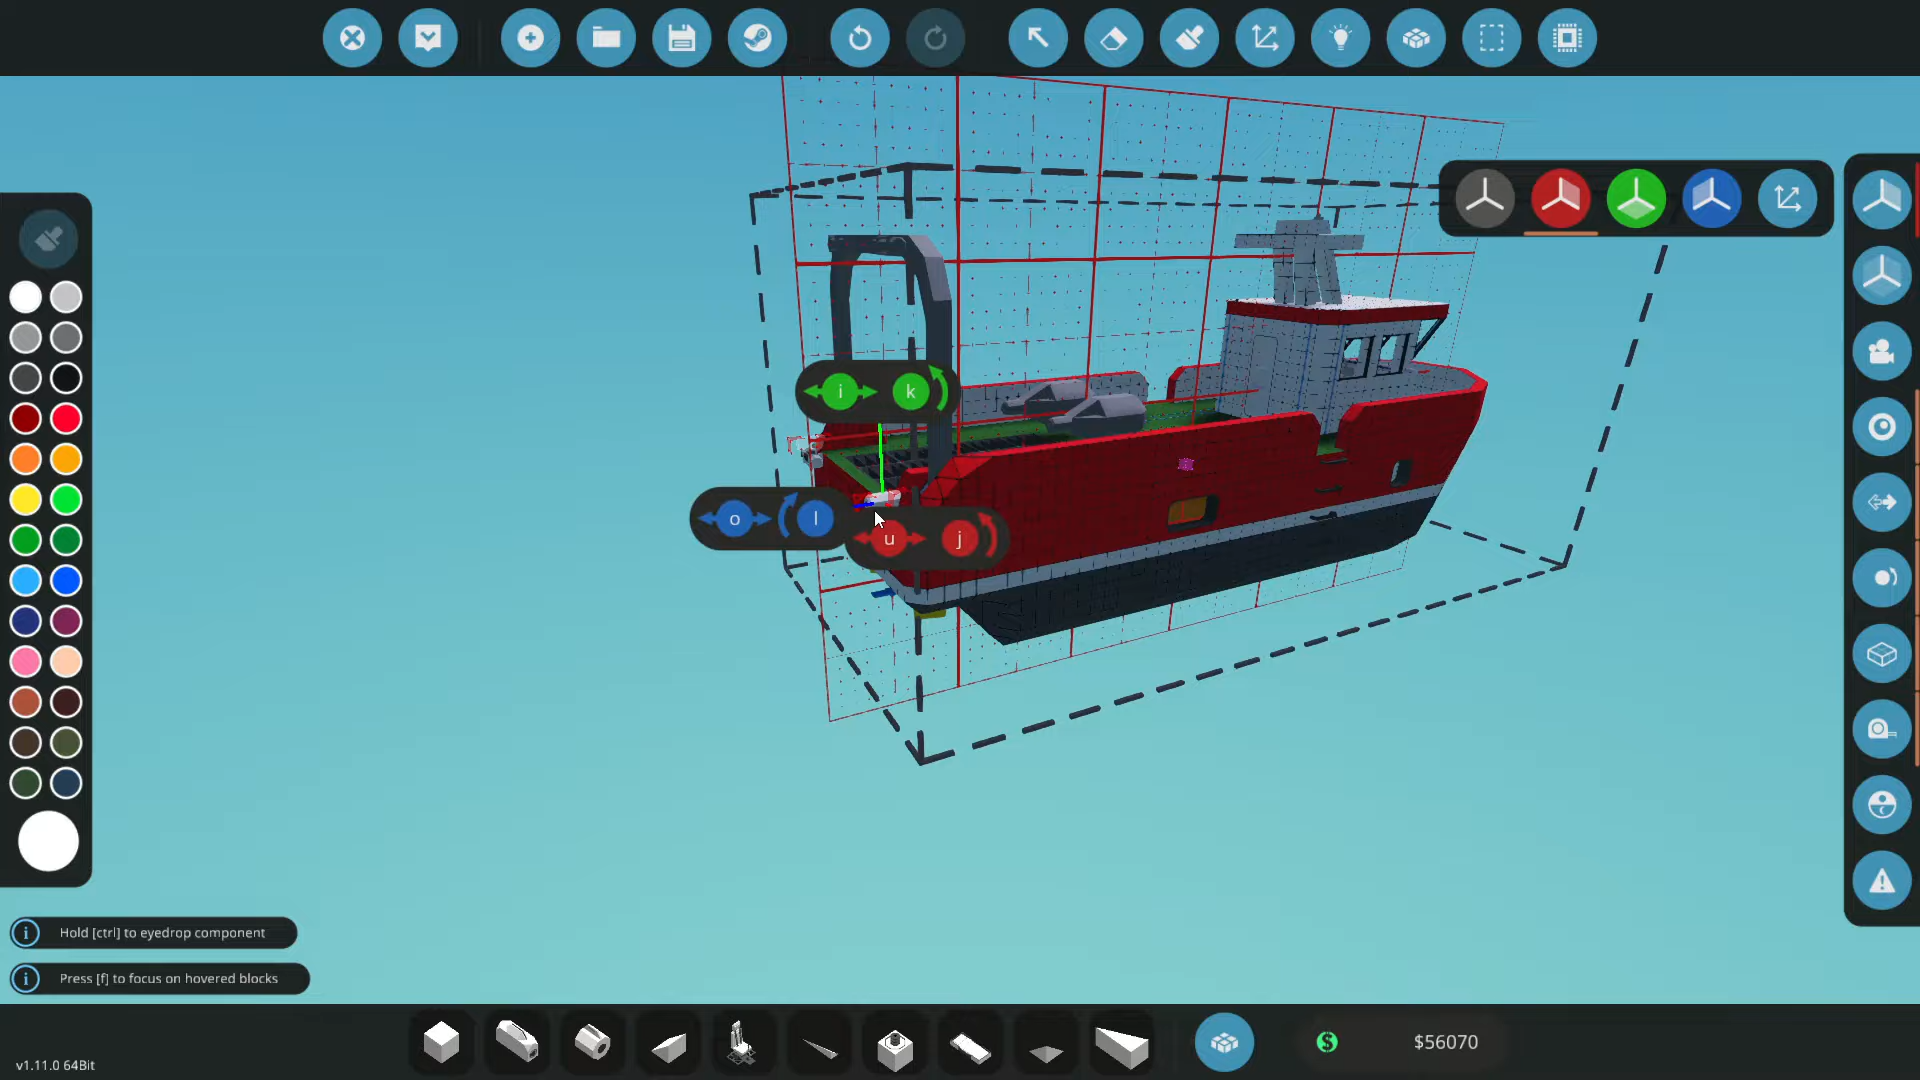 i k
o l
u j
Hold [ctrl] to eyedrop component
Press [f] to focus on hovered blocks
$56070
v1.11.0 64Bit